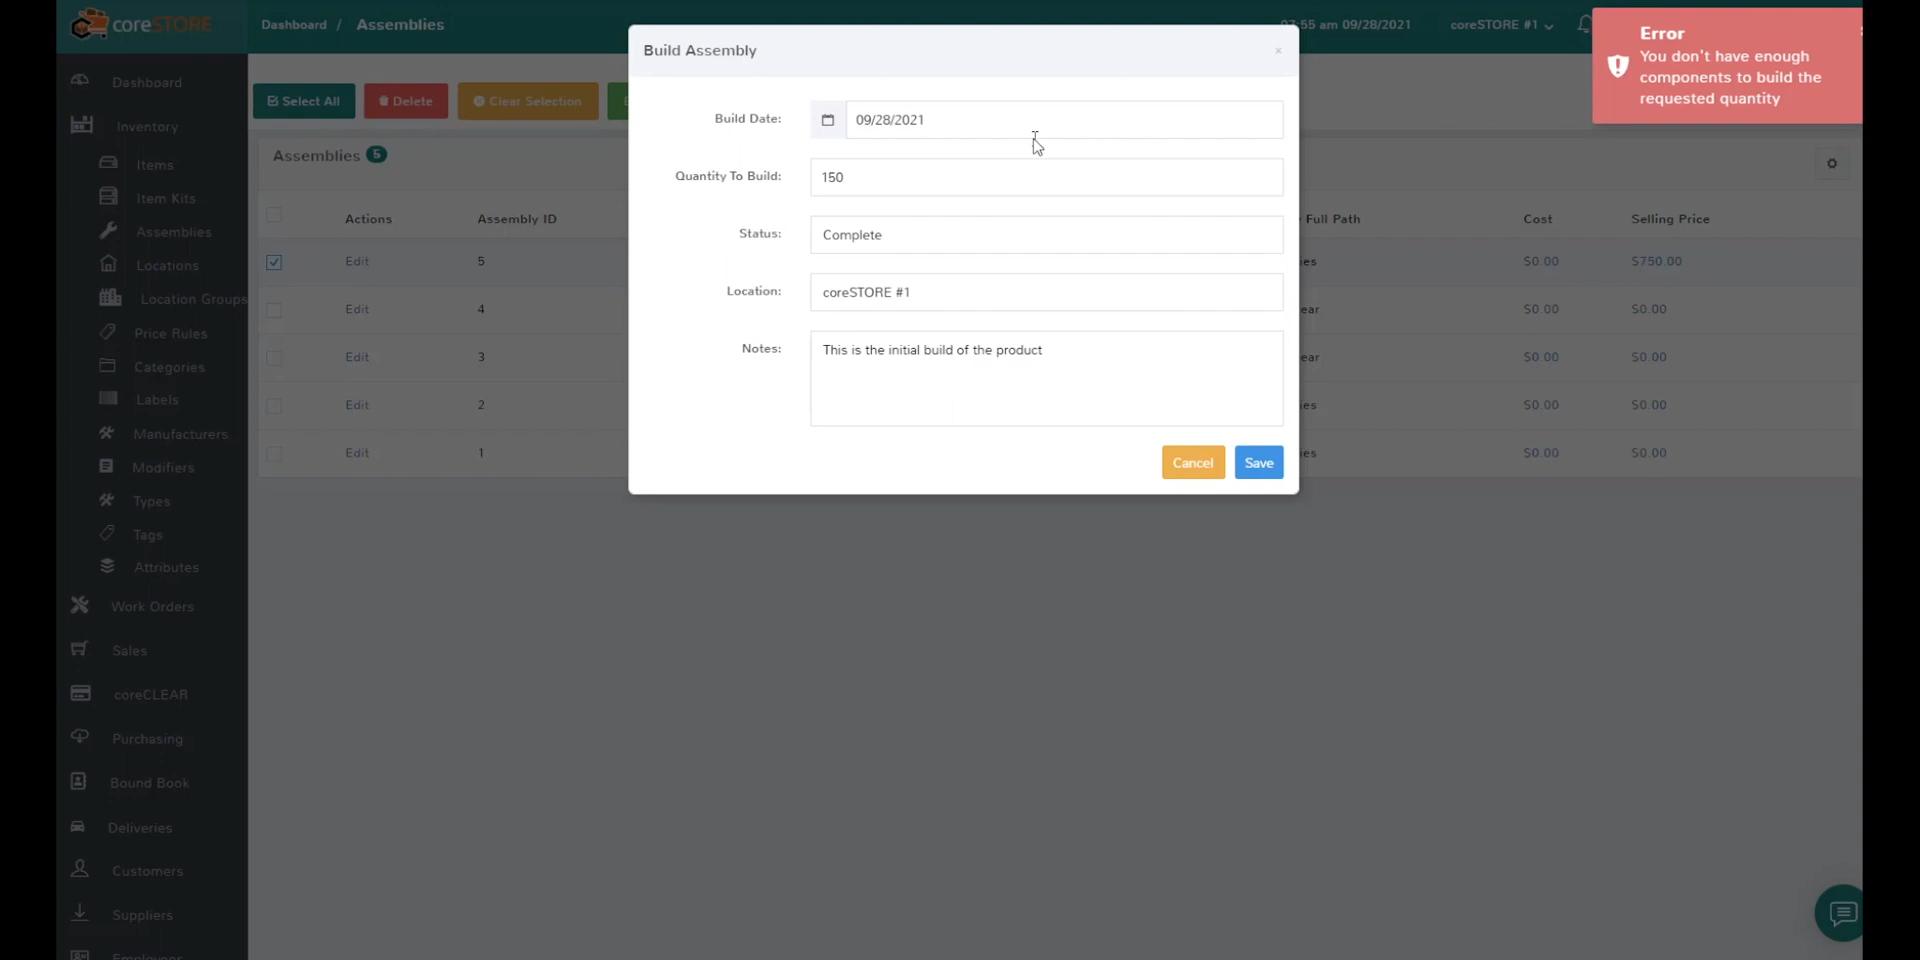 coreSTORE
Dashboard / Assemblies
:55 am 09/28/2021
coreSTORE #1
Error
You don't have enough
components to build the
requested quantity
Build Assembly
×
Build Date:
09/28/2021
Quantity To Build:
150
Status:
Complete
Location:
coreSTORE #1
Notes:
This is the initial build of the product
Cancel
Save
Dashboard
Inventory
Items
Item Kits
Assemblies
Locations
Location Groups
Price Rules
Categories
Labels
Manufacturers
Modifiers
Types
Tags
Attributes
Work Orders
Sales
coreCLEAR
Purchasing
Bound Book
Deliveries
Customers
Suppliers
Select All
Delete
Clear Selection
Assemblies 5
Actions Assembly ID Full Path Cost Selling Price
Edit 5 ies $0.00 $750.00
Edit 4 ear $0.00 $0.00
Edit 3 ear $0.00 $0.00
Edit 2 ies $0.00 $0.00
Edit 1 ies $0.00 $0.00